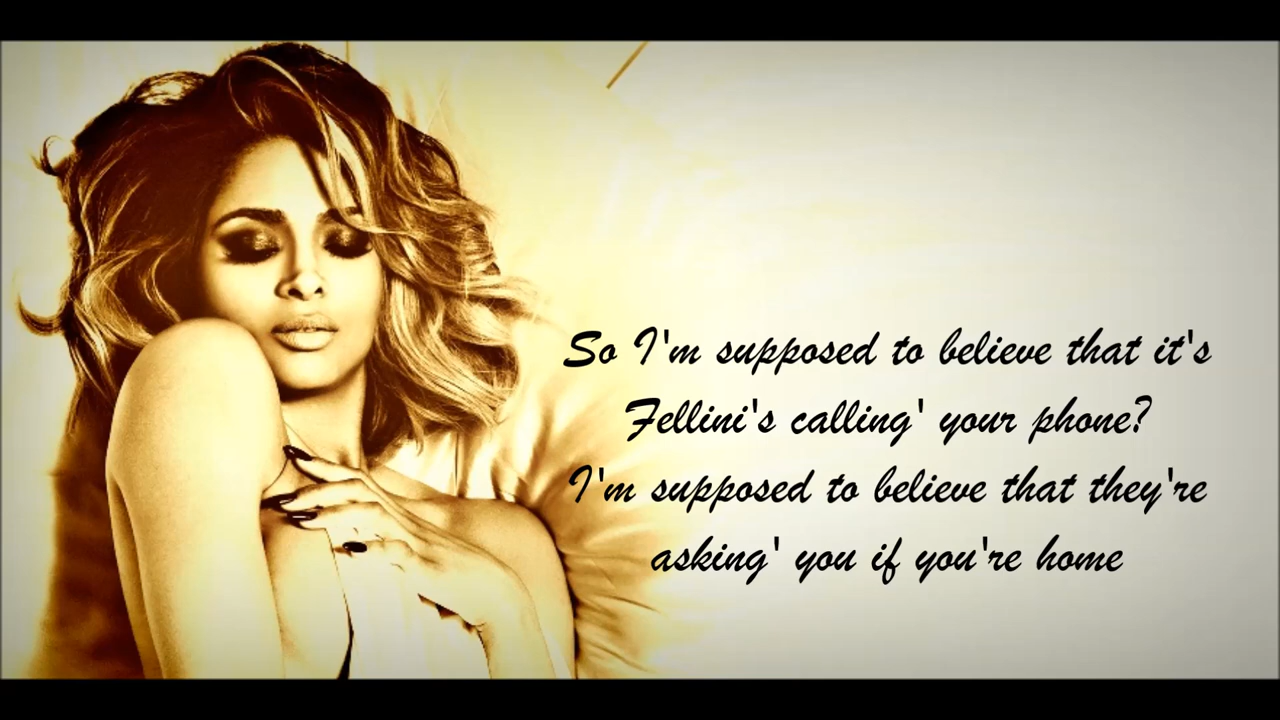 So I'm supposed to believe that it's
Fellini's calling' your phone?
I'm supposed to believe that they're
asking' you if you're home